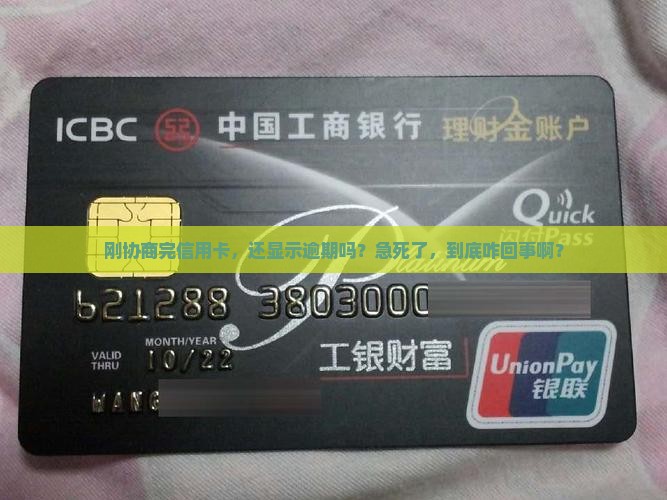 ICBC 中国工商银行 理财金账户
Quick
闪付Pass
刚协商完信用卡，还显示逾期吗？急死了，到底咋回事啊？
Platinum
621288 3803000
MONTH/YEAR
VALID THRU 10/22
工银财富
UnionPay
银联
WANG